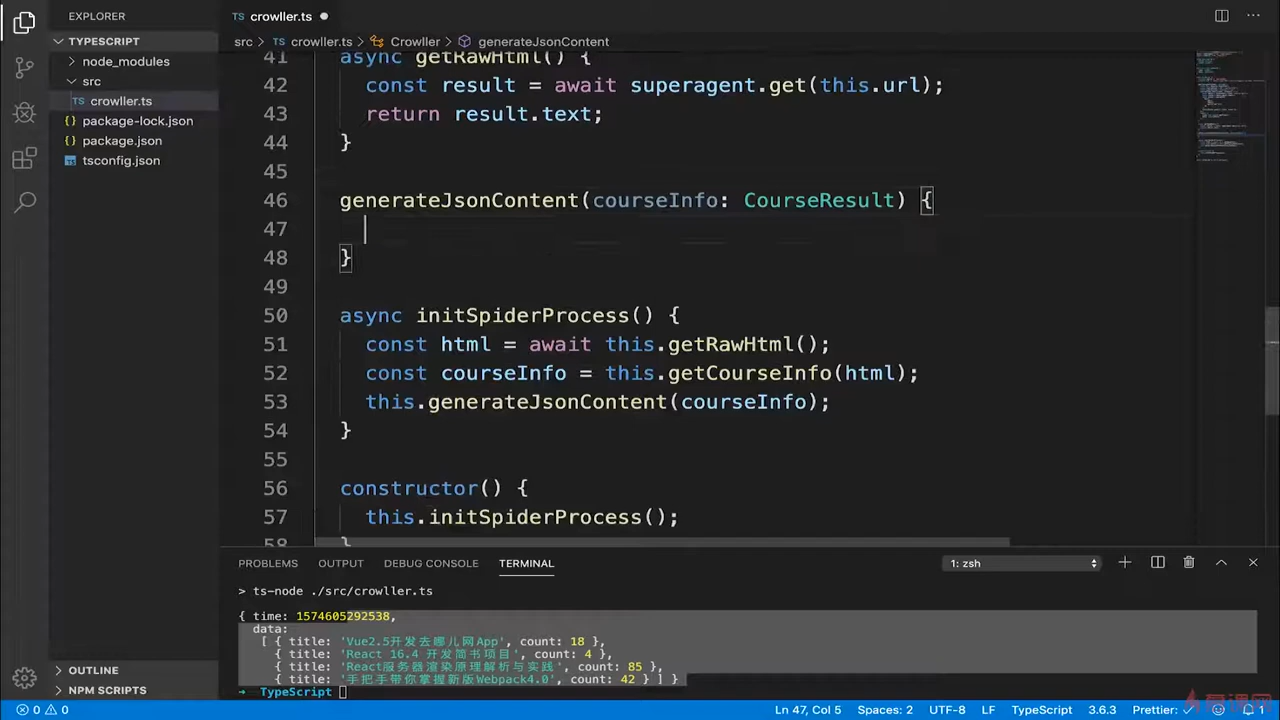 EXPLORER
TS crowller.ts
TYPESCRIPT
node_modules
src
crowller.ts
{} package-lock.json
{} package.json
tsconfig.json
src > TS crowller.ts > Crowller > generateJsonContent
41 async getRawHtml() {
42 const result = await superagent.get(this.url);
43 return result.text;
44 }
45
46 generateJsonContent(courseInfo: CourseResult) {
47
48 }
49
50 async initSpiderProcess() {
51 const html = await this.getRawHtml();
52 const courseInfo = this.getCourseInfo(html);
53 this.generateJsonContent(courseInfo);
54 }
55
56 constructor() {
57 this.initSpiderProcess();
58 }
PROBLEMS OUTPUT DEBUG CONSOLE TERMINAL 1: zsh
> ts-node ./src/crowller.ts
{ time: 1574605292538,
data:
[ { title: 'Vue2.5开发去哪儿网App', count: 18 },
{ title: 'React 16.4 开发简书项目', count: 4 },
{ title: 'React服务器渲染原理解析与实践', count: 85 },
{ title: '手把手带你掌握新版Webpack4.0', count: 42 } ] }
→ TypeScript
OUTLINE
NPM SCRIPTS
0 0 Ln 47, Col 5 Spaces: 2 UTF-8 LF TypeScript 3.6.3 Prettier: ✓ 1
慕课网